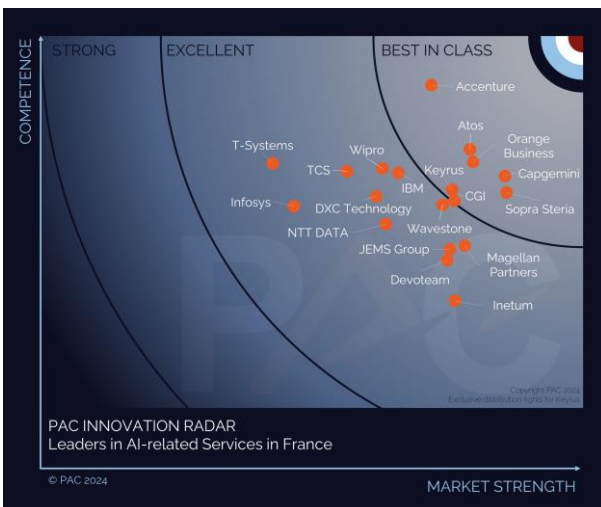 COMPETENCE
STRONG
EXCELLENT
BEST IN CLASS
Accenture
Atos
Orange
Business
T-Systems
Wipro
TCS
Keyrus
Capgemini
IBM
CGI
Infosys
DXC Technology
Sopra Steria
NTT DATA
Wavestone
JEMS Group
Magellan
Partners
Devoteam
Inetum
PAC
Copyright PAC 2024
Exclusive distribution rights for Keyrus
PAC INNOVATION RADAR
Leaders in AI-related Services in France
© PAC 2024
MARKET STRENGTH